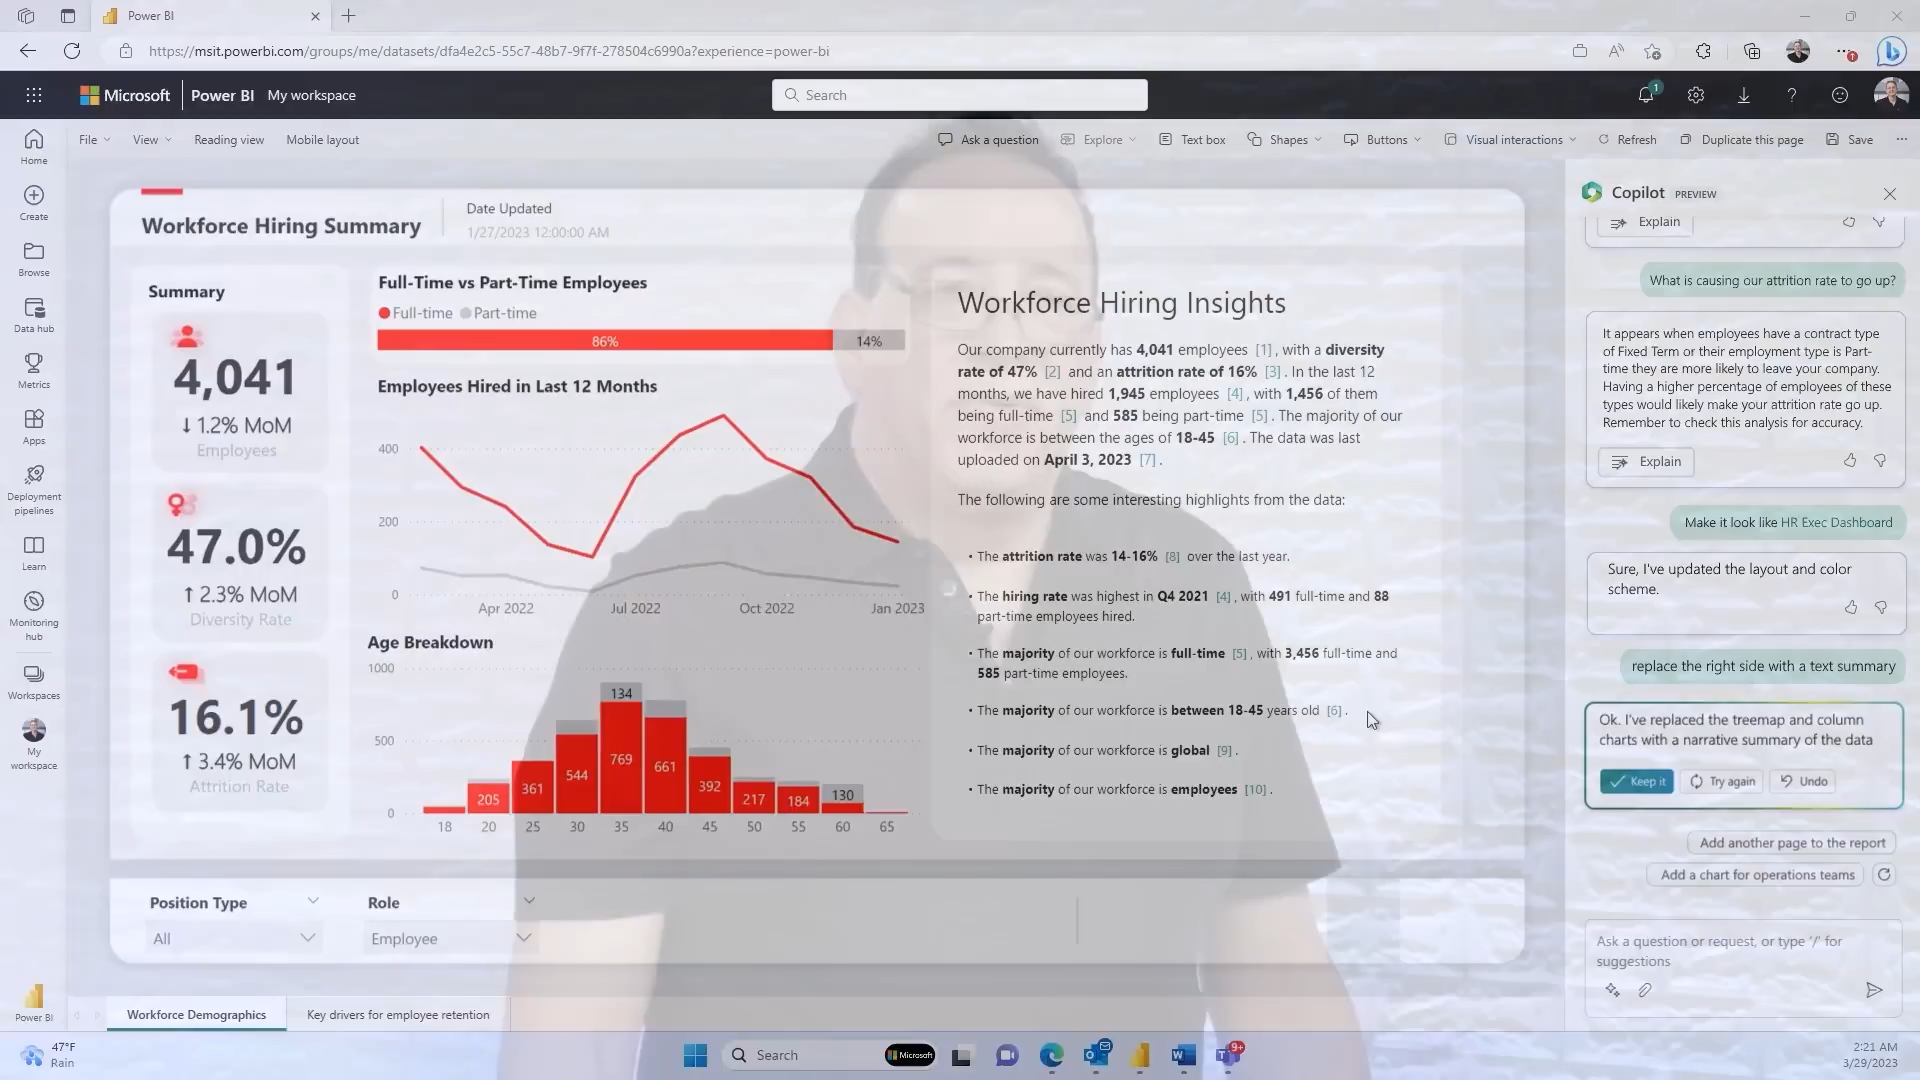 Power BI
https://msit.powerbi.com/groups/me/datasets/dfa4e2c5-55c7-48b7-9f7f-278504c6990a?experience=power-bi
Microsoft
Power BI
My workspace
Search
1
File
View
Reading view
Mobile layout
Ask a question
Explore
Text box
Shapes
Buttons
Visual interactions
Refresh
Duplicate this page
Save
Home
Create
Browse
Data hub
Metrics
Apps
Deployment
pipelines
Learn
Monitoring
hub
Workspaces
My
workspace
Power BI
Workforce Hiring Summary
Date Updated
1/27/2023 12:00:00 AM
Summary
4,041
↓ 1.2% MoM
Employees
47.0%
↑ 2.3% MoM
Diversity Rate
16.1%
↑ 3.4% MoM
Attrition Rate
Full-Time vs Part-Time Employees
Full-time Part-time
86% 14%
Employees Hired in Last 12 Months
400
200
0
Apr 2022 Jul 2022 Oct 2022 Jan 2023
Age Breakdown
1000
500
0
205
361
544
134
769
661
392
217
184
130
18 20 25 30 35 40 45 50 55 60 65
Workforce Hiring Insights
Our company currently has 4,041 employees [1] , with a diversity
rate of 47% [2] and an attrition rate of 16% [3] . In the last 12
months, we have hired 1,945 employees [4] , with 1,456 of them
being full-time [5] and 585 being part-time [5] . The majority of our
workforce is between the ages of 18-45 [6] . The data was last
uploaded on April 3, 2023 [7] .
The following are some interesting highlights from the data:
• The attrition rate was 14-16% [8] over the last year.
• The hiring rate was highest in Q4 2021 [4] , with 491 full-time and 88
part-time employees hired.
• The majority of our workforce is full-time [5] , with 3,456 full-time and
585 part-time employees.
• The majority of our workforce is between 18-45 years old [6] .
• The majority of our workforce is global [9] .
• The majority of our workforce is employees [10] .
Position Type
All
Role
Employee
Workforce Demographics
Key drivers for employee retention
Copilot PREVIEW
Explain
What is causing our attrition rate to go up?
It appears when employees have a contract type
of Fixed Term or their employment type is Part-
time they are more likely to leave your company.
Having a higher percentage of employees of these
types would likely make your attrition rate go up.
Remember to check this analysis for accuracy.
Explain
Make it look like HR Exec Dashboard
Sure, I've updated the layout and color
scheme.
replace the right side with a text summary
Ok. I've replaced the treemap and column
charts with a narrative summary of the data
Keep it
Try again
Undo
Add another page to the report
Add a chart for operations teams
Ask a question or request, or type '/' for
suggestions
47°F
Rain
Search
Microsoft
9+
2:21 AM
3/29/2023